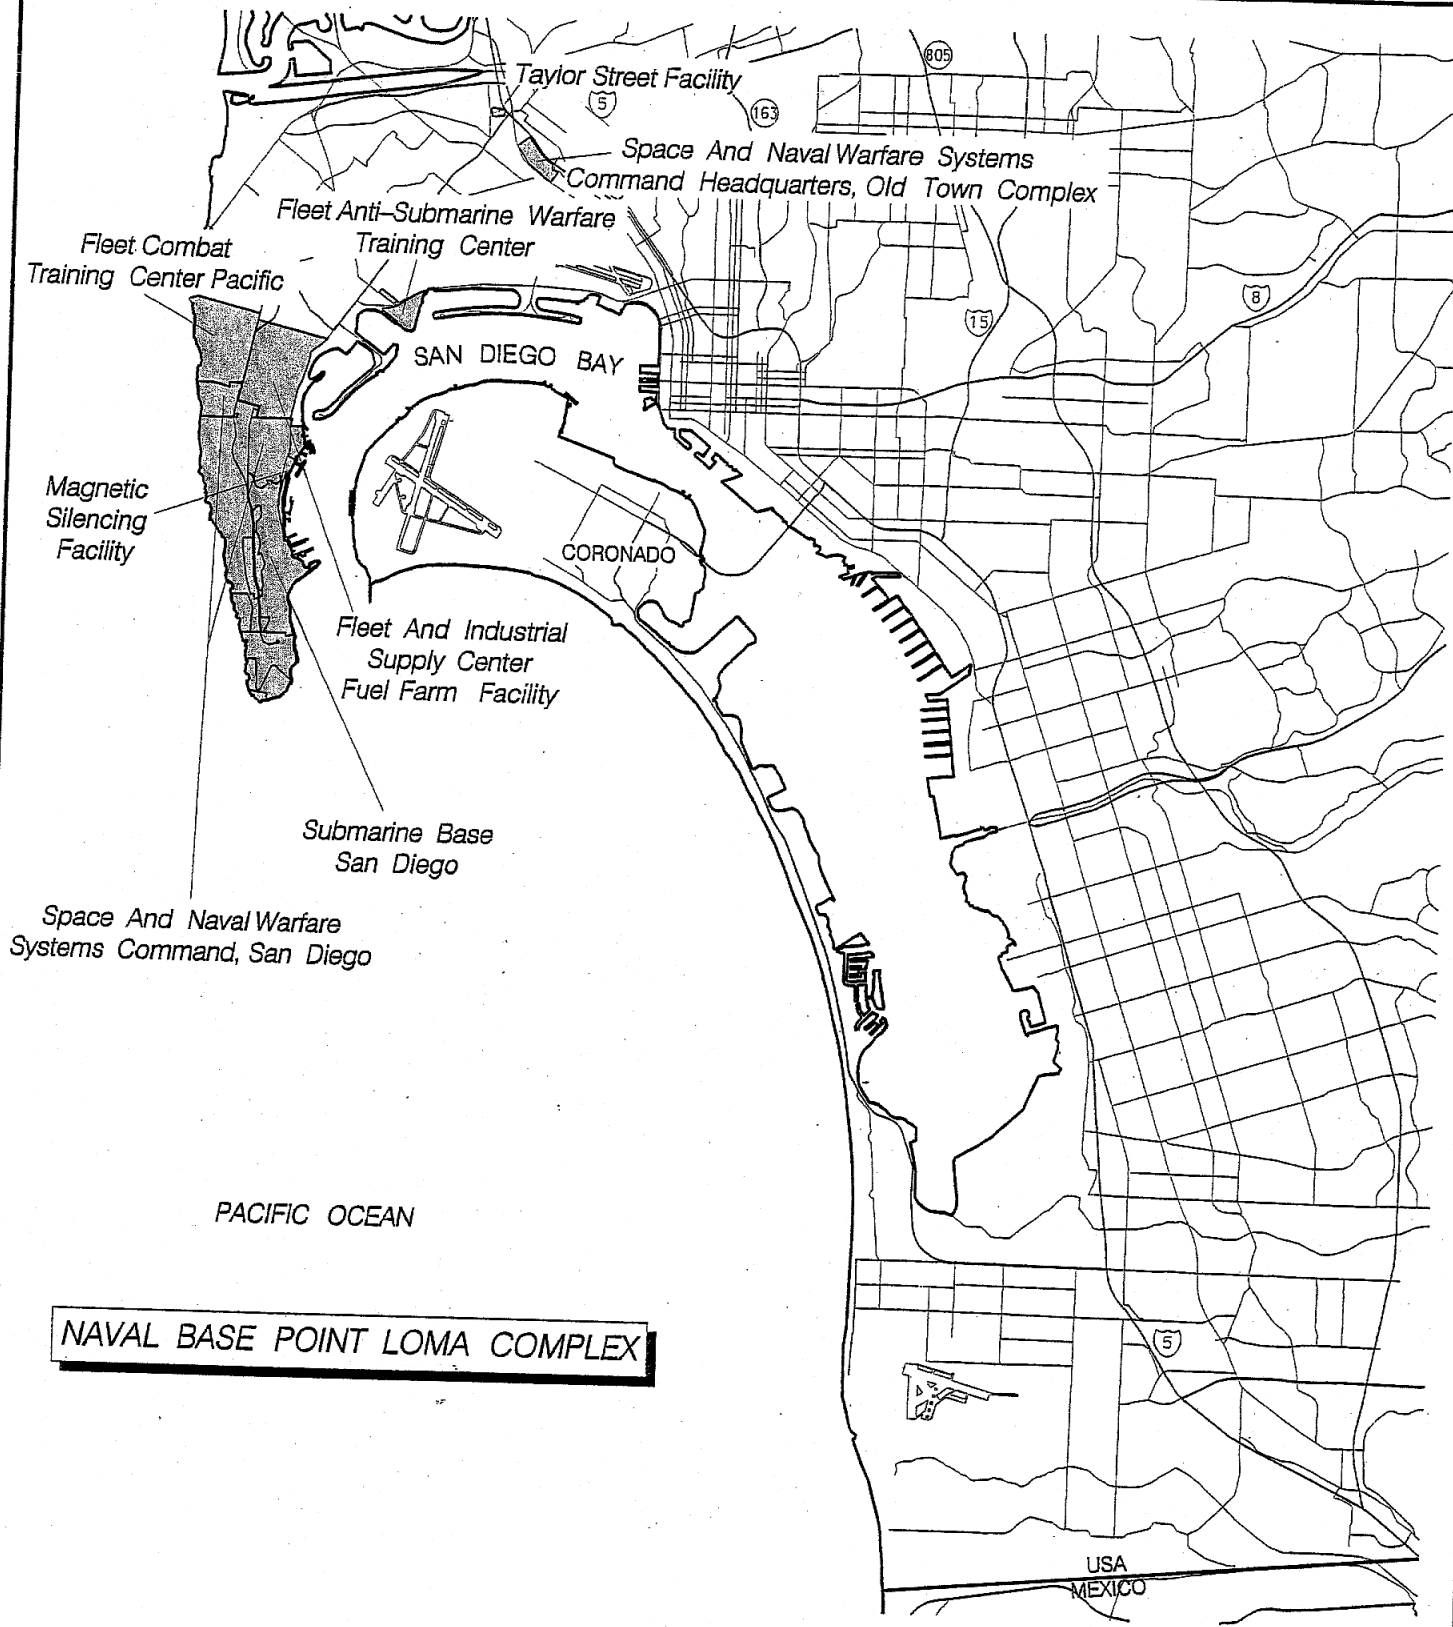 805
Taylor Street Facility
5
163
Space And Naval Warfare Systems
Command Headquarters, Old Town Complex
Fleet Anti-Submarine Warfare
Training Center
Fleet Combat
Training Center Pacific
8
15
SAN DIEGO BAY
Magnetic
Silencing
Facility
CORONADO
Fleet And Industrial
Supply Center
Fuel Farm Facility
Submarine Base
San Diego
Space And Naval Warfare
Systems Command, San Diego
PACIFIC OCEAN
NAVAL BASE POINT LOMA COMPLEX
5
USA
MEXICO